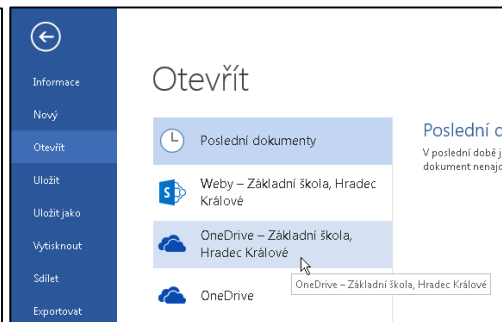 Informace
Nový
Otevřít
Uložit
Uložit jako
Vytisknout
Sdílet
Exportovat
Otevřít
Poslední dokumenty
Weby – Základní škola, Hradec
Králové
OneDrive – Základní škola,
Hradec Králové
OneDrive – Základní škola, Hradec Králové
OneDrive
Poslední
V poslední době
dokument